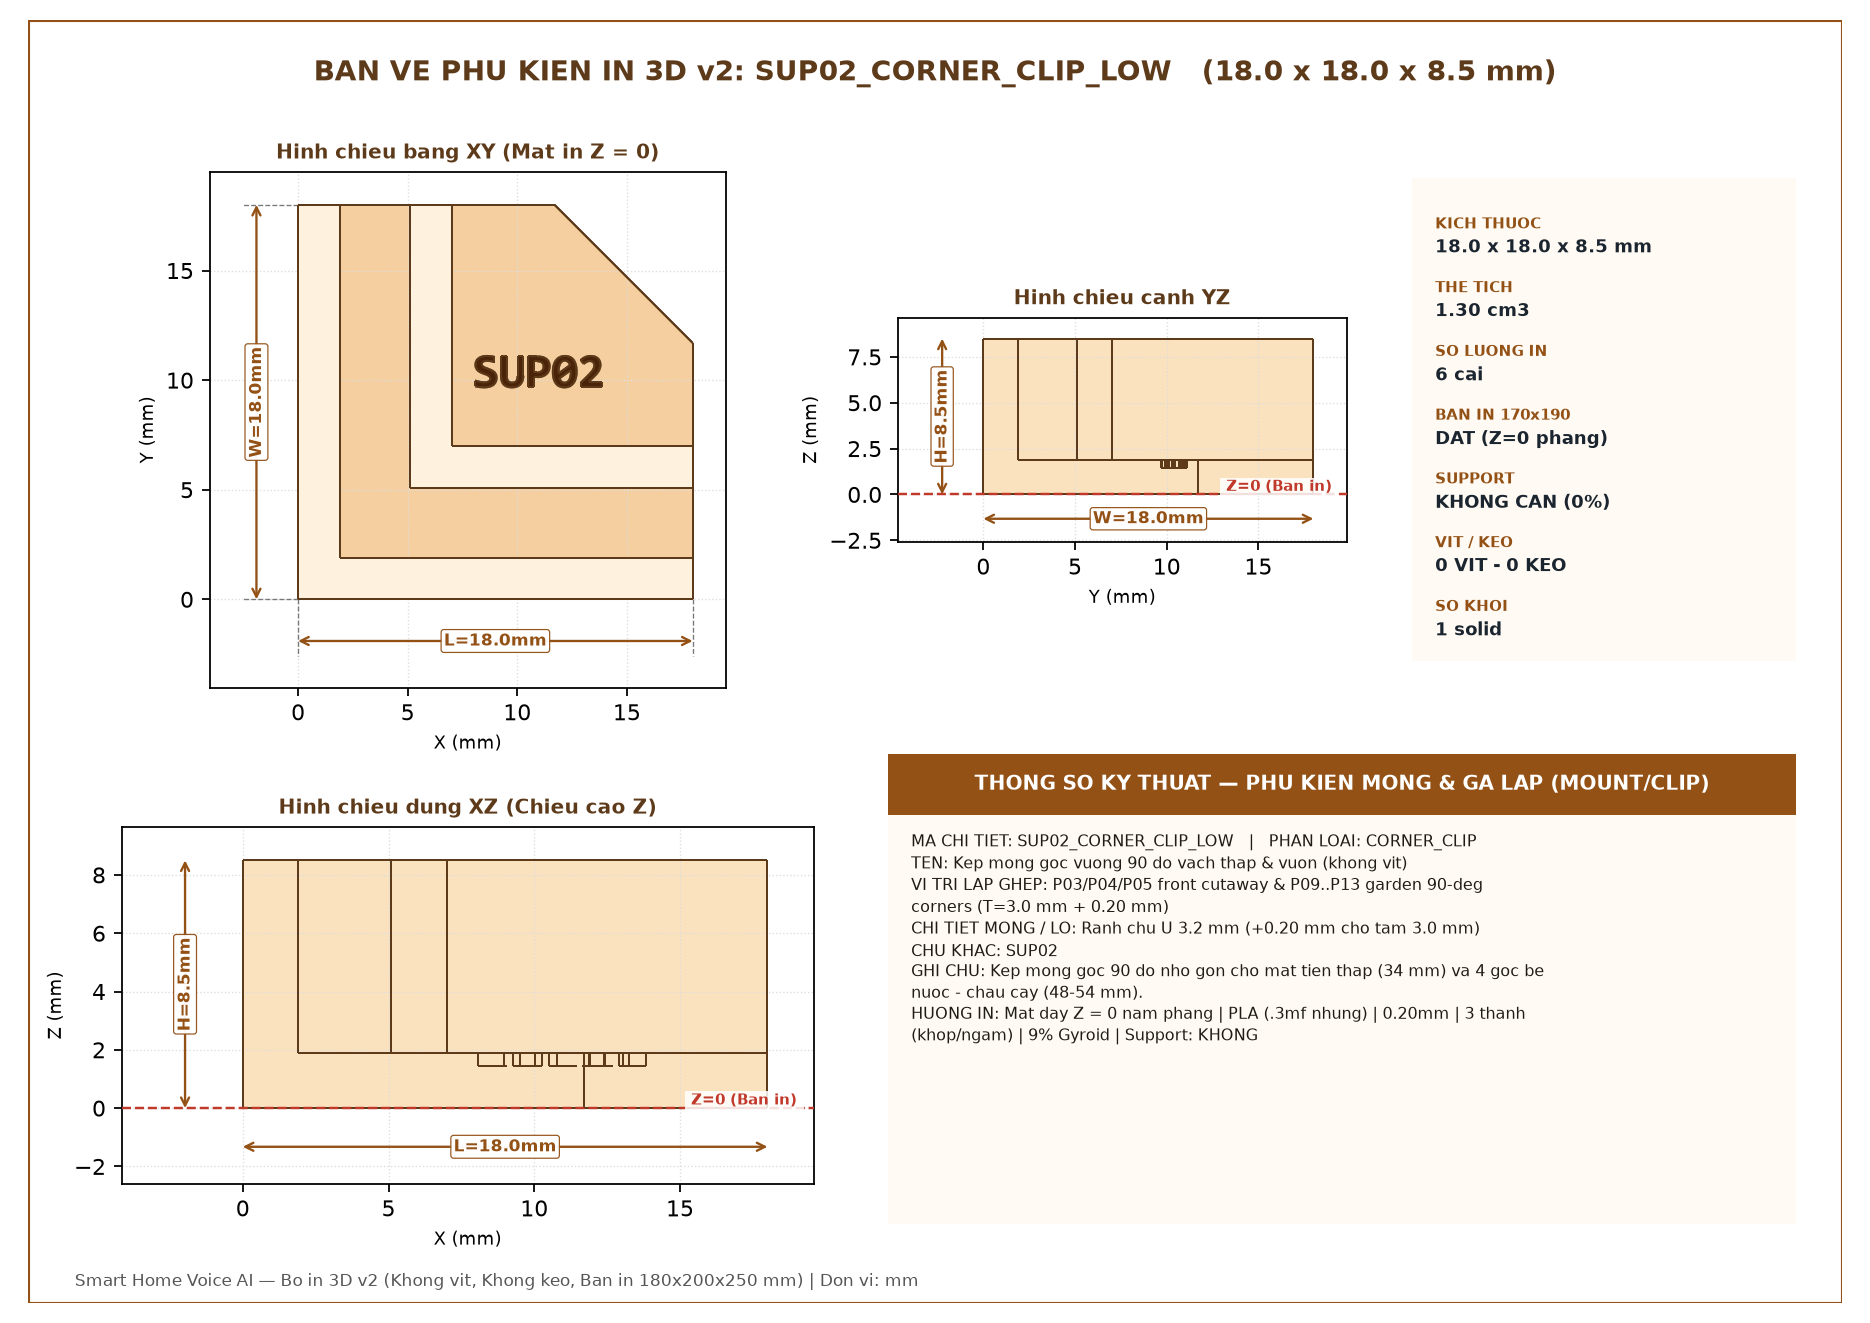 BAN VE PHU KIEN IN 3D v2: SUP02_CORNER_CLIP_LOW (18.0 x 18.0 x 8.5 mm)
Hinh chieu bang XY (Mat in Z = 0)
15
10
5
0
Y (mm)
W=18.0mm
SUP02
L=18.0mm
0 5 10 15
X (mm)
Hinh chieu canh YZ
7.5
5.0
2.5
0.0
−2.5
Z (mm)
H=8.5mm
Z=0 (Ban in)
W=18.0mm
0 5 10 15
Y (mm)
KICH THUOC
18.0 x 18.0 x 8.5 mm
THE TICH
1.30 cm3
SO LUONG IN
6 cai
BAN IN 170x190
DAT (Z=0 phang)
SUPPORT
KHONG CAN (0%)
VIT / KEO
0 VIT - 0 KEO
SO KHOI
1 solid
Hinh chieu dung XZ (Chieu cao Z)
8
6
4
2
0
−2
Z (mm)
H=8.5mm
Z=0 (Ban in)
L=18.0mm
0 5 10 15
X (mm)
THONG SO KY THUAT — PHU KIEN MONG & GA LAP (MOUNT/CLIP)
MA CHI TIET: SUP02_CORNER_CLIP_LOW | PHAN LOAI: CORNER_CLIP
TEN: Kep mong goc vuong 90 do vach thap & vuon (khong vit)
VI TRI LAP GHEP: P03/P04/P05 front cutaway & P09..P13 garden 90-deg
corners (T=3.0 mm + 0.20 mm)
CHI TIET MONG / LO: Ranh chu U 3.2 mm (+0.20 mm cho tam 3.0 mm)
CHU KHAC: SUP02
GHI CHU: Kep mong goc 90 do nho gon cho mat tien thap (34 mm) va 4 goc be
nuoc - chau cay (48-54 mm).
HUONG IN: Mat day Z = 0 nam phang | PLA (.3mf nhung) | 0.20mm | 3 thanh
(khop/ngam) | 9% Gyroid | Support: KHONG
Smart Home Voice AI — Bo in 3D v2 (Khong vit, Khong keo, Ban in 180x200x250 mm) | Don vi: mm